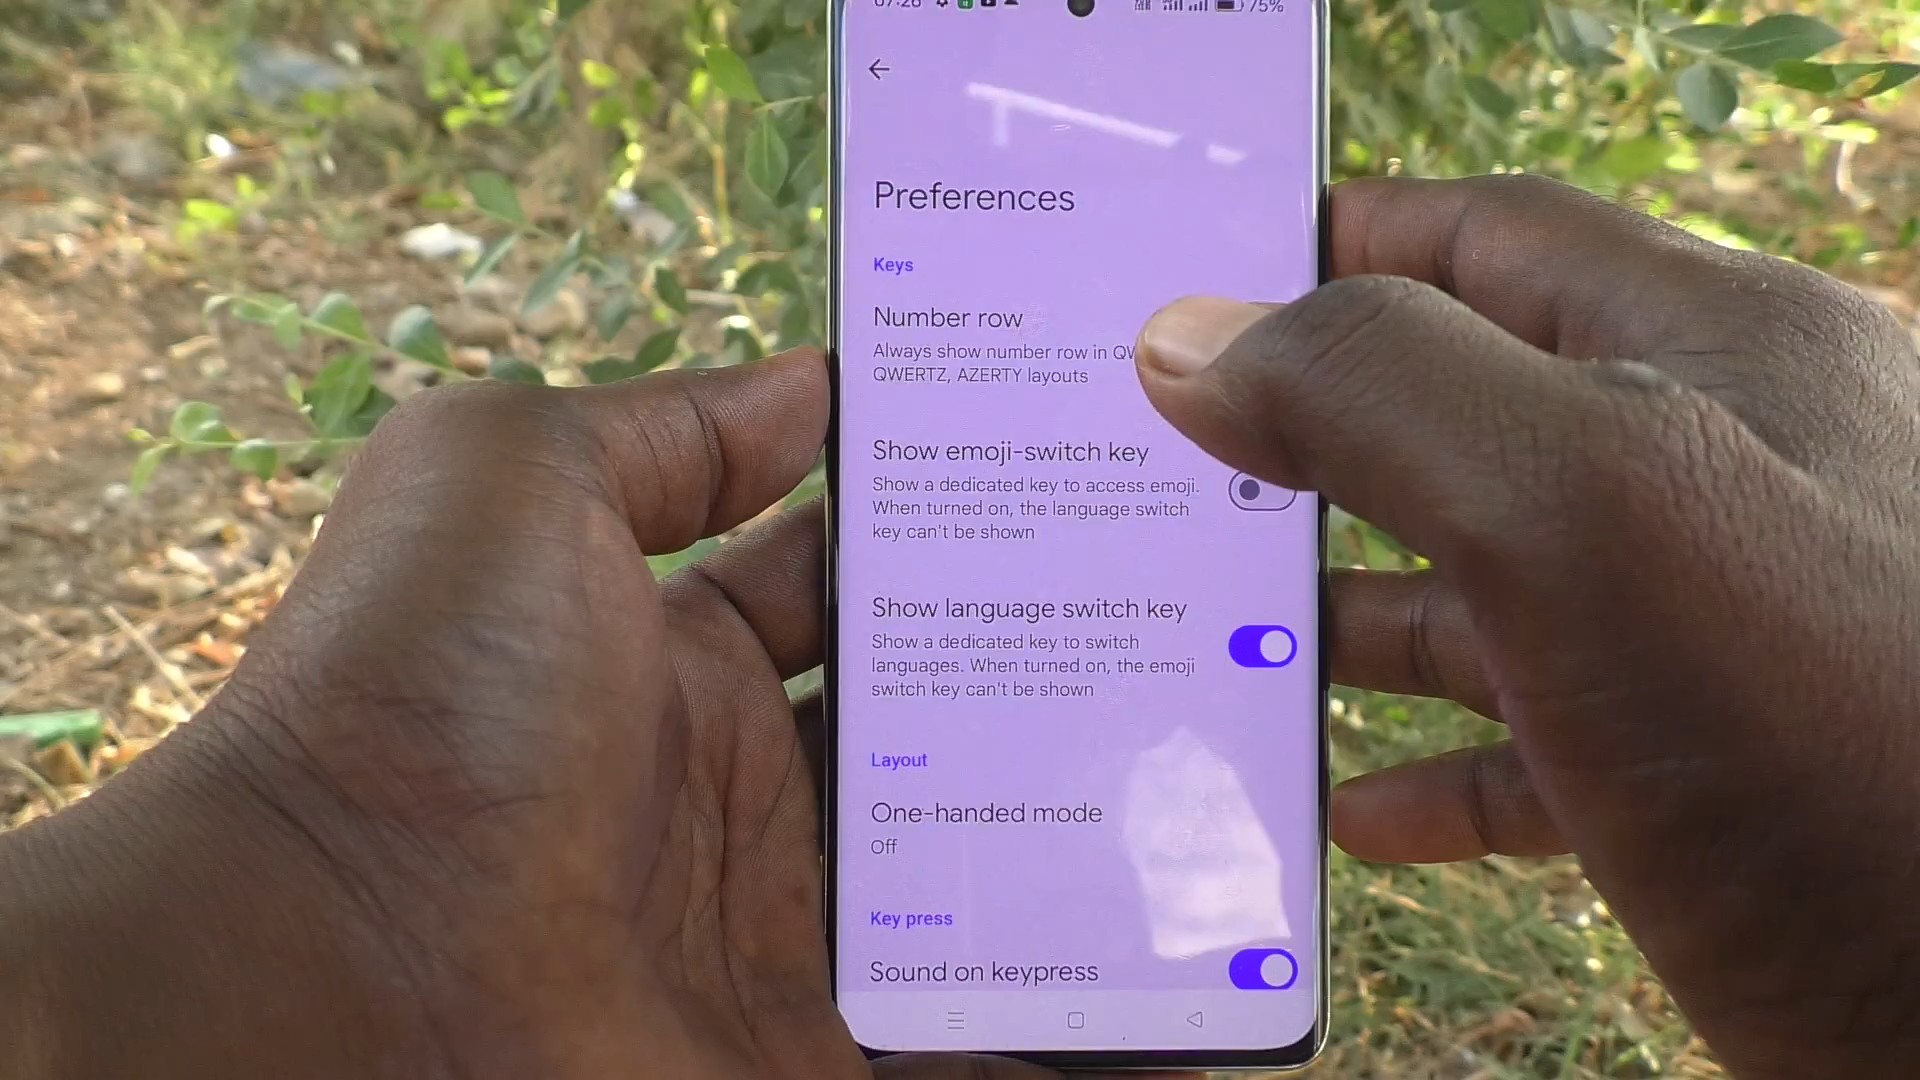 07:26 75%
Preferences
Keys
Number row
Always show number row in
QWERTZ, AZERTY layouts
Show emoji-switch key
Show a dedicated key to access emoji.
When turned on, the language switch
key can't be shown
Show language switch key
Show a dedicated key to switch
languages. When turned on, the emoji
switch key can't be shown
Layout
One-handed mode
Off
Key press
Sound on keypress